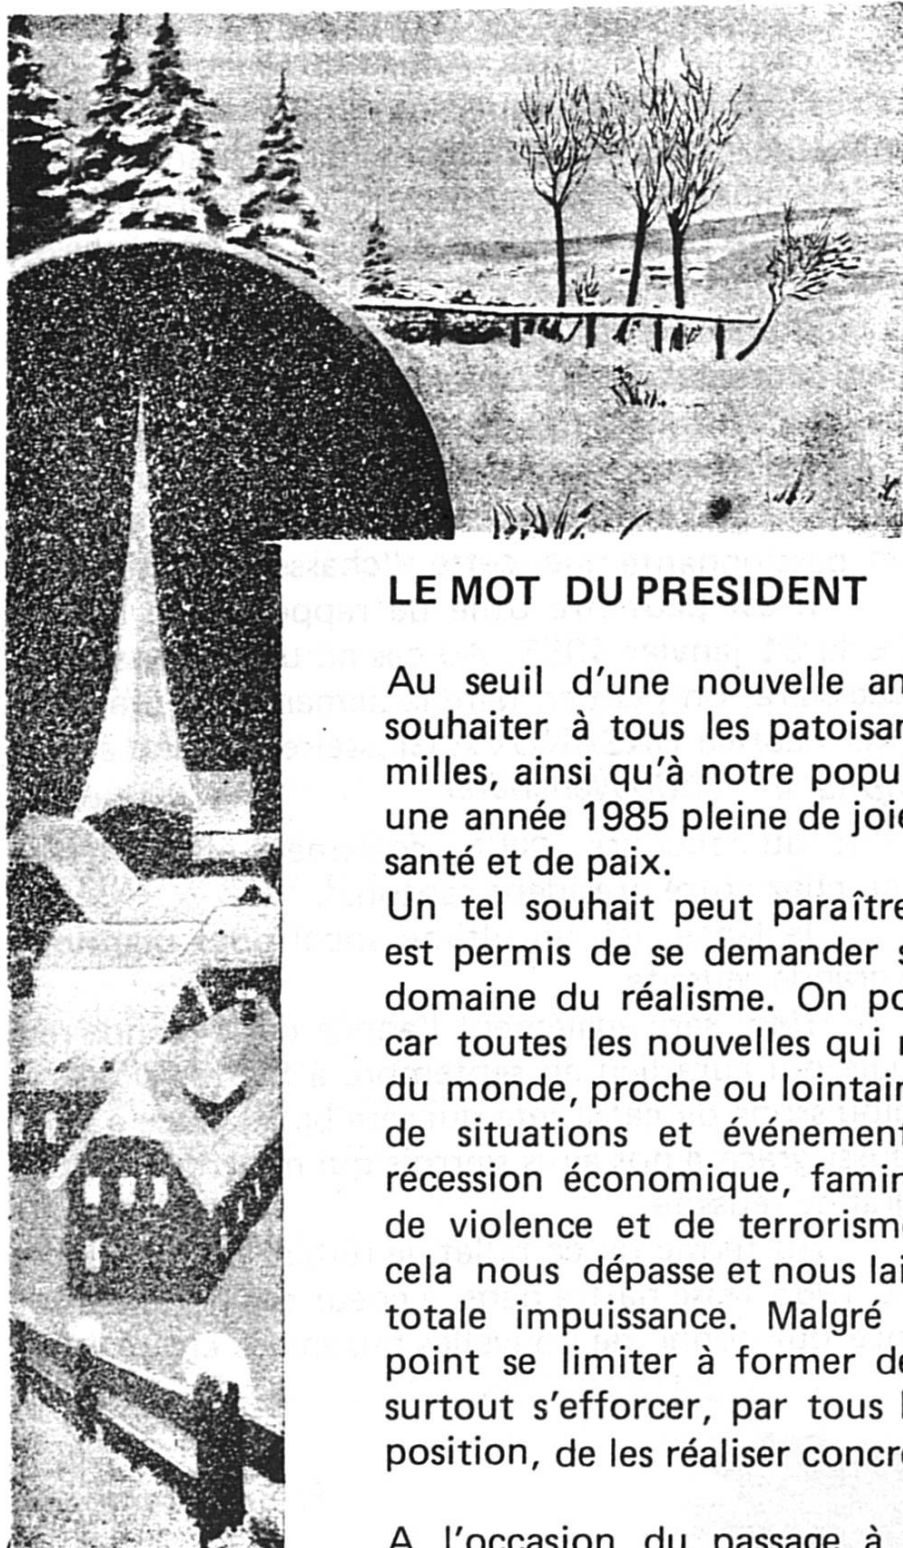 LE MOT DU PRESIDENT
Au seuil d'une nouvelle an
souhaiter à tous les patoisan
milles, ainsi qu'à notre popu
une année 1985 pleine de joie
santé et de paix.
Un tel souhait peut paraître
est permis de se demander s
domaine du réalisme. On po
car toutes les nouvelles qui
du monde, proche ou lointain
de situations et événement
récession économique, famin
de violence et de terrorisme
cela nous dépasse et nous lai
totale impuissance. Malgré
point se limiter à former de
surtout s'efforcer, par tous l
position, de les réaliser concr
A l'occasion du passage à